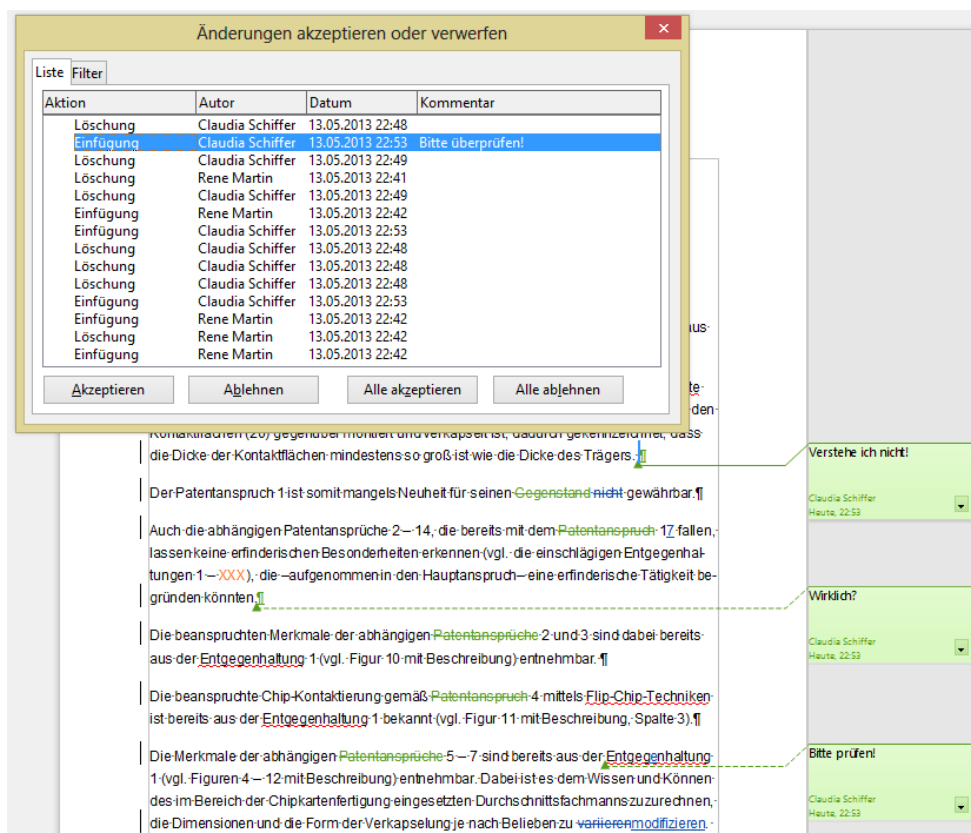 Änderungen akzeptieren oder verwerfen
Liste Filter
Aktion Autor Datum Kommentar
Löschung Claudia Schiffer 13.05.2013 22:48
Einfügung Claudia Schiffer 13.05.2013 22:53 Bitte überprüfen!
Löschung Claudia Schiffer 13.05.2013 22:49
Löschung Rene Martin 13.05.2013 22:41
Löschung Claudia Schiffer 13.05.2013 22:49
Einfügung Rene Martin 13.05.2013 22:42
Einfügung Claudia Schiffer 13.05.2013 22:53
Löschung Claudia Schiffer 13.05.2013 22:48
Löschung Claudia Schiffer 13.05.2013 22:48
Löschung Claudia Schiffer 13.05.2013 22:48
Einfügung Claudia Schiffer 13.05.2013 22:53
Einfügung Rene Martin 13.05.2013 22:42
Löschung Rene Martin 13.05.2013 22:42
Einfügung Rene Martin 13.05.2013 22:42
Akzeptieren Ablehnen Alle akzeptieren Alle ablehnen
Kontaktflächen (20) gegenüber montiert und verkapselt ist, dadurch gekennzeichnet, dass
die Dicke der Kontaktflächen mindestens so groß ist wie die Dicke des Trägers. ¶
Der Patentanspruch 1 ist somit mangels Neuheit für seinen Gegenstand nicht gewährbar.¶
Auch die abhängigen Patentansprüche 2 – 14, die bereits mit dem Patentanspruch 17 fallen,
lassen keine erfinderischen Besonderheiten erkennen (vgl. die einschlägigen Entgegenhal-
tungen 1 – XXX), die – aufgenommen in den Hauptanspruch – eine erfinderische Tätigkeit be-
gründen könnten.¶
Die beanspruchten Merkmale der abhängigen Patentansprüche 2 und 3 sind dabei bereits
aus der Entgegenhaltung 1 (vgl. Figur 10 mit Beschreibung) entnehmbar. ¶
Die beanspruchte Chip-Kontaktierung gemäß Patentanspruch 4 mittels Flip-Chip-Techniken
ist bereits aus der Entgegenhaltung 1 bekannt (vgl. Figur 11 mit Beschreibung, Spalte 3).¶
Die Merkmale der abhängigen Patentansprüche 5 – 7 sind bereits aus der Entgegenhaltung
1 (vgl. Figuren 4 – 12 mit Beschreibung) entnehmbar. Dabei ist es dem Wissen und Können
des im Bereich der Chipkartenfertigung eingesetzten Durchschnittsfachmanns zuzurechnen,
die Dimensionen und die Form der Verkapselung je nach Belieben zu variierenmodifizieren.
Verstehe ich nicht!
Claudia Schiffer
Heute, 22:53
Wirklich?
Claudia Schiffer
Heute, 22:53
Bitte prüfen!
Claudia Schiffer
Heute, 22:53